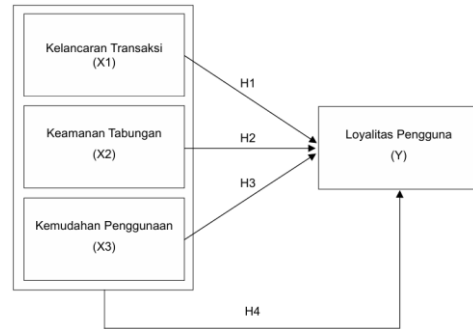 Kelancaran Transaksi
(X1)
H1
Keamanan Tabungan
(X2)
H2
Loyalitas Pengguna
(Y)
H3
Kemudahan Penggunaan
(X3)
H4